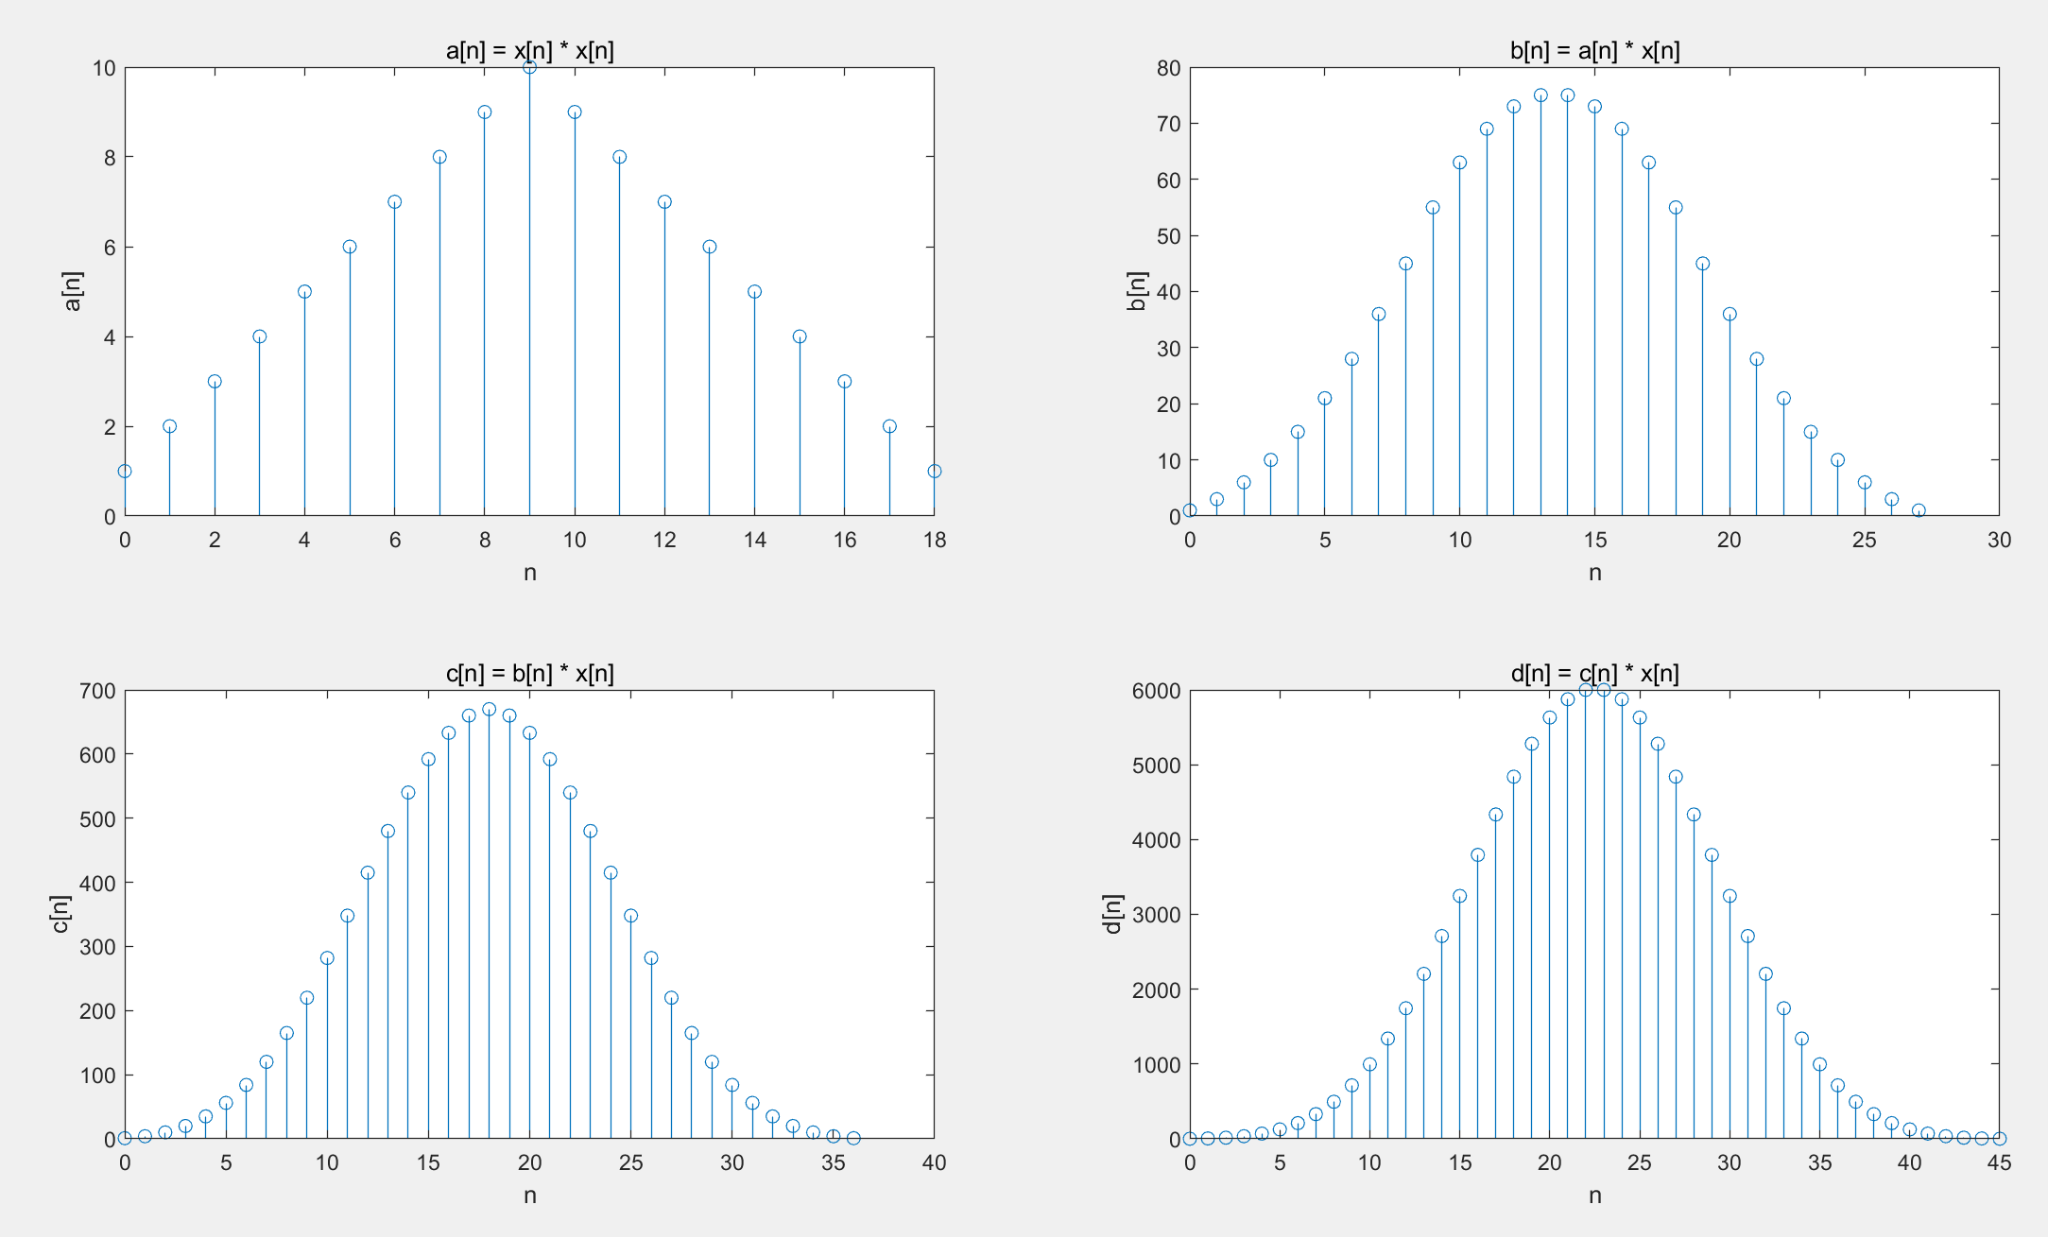 a[n] = x[n] * x[n]
10
8
6
4
2
0
a[n]
0 2 4 6 8 10 12 14 16 18
n
b[n] = a[n] * x[n]
80
70
60
50
40
30
20
10
0
b[n]
0 5 10 15 20 25 30
n
c[n] = b[n] * x[n]
700
600
500
400
300
200
100
0
c[n]
0 5 10 15 20 25 30 35 40
n
d[n] = c[n] * x[n]
6000
5000
4000
3000
2000
1000
0
d[n]
0 5 10 15 20 25 30 35 40 45
n